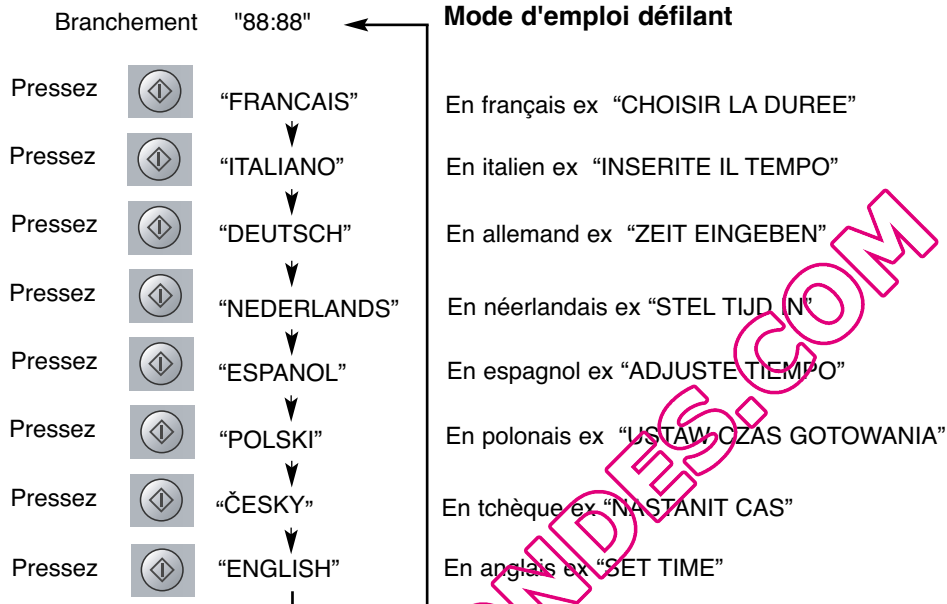 Branchement "88:88" Mode d'emploi défilant
Pressez “FRANCAIS” En français ex “CHOISIR LA DUREE”
Pressez “ITALIANO” En italien ex “INSERITE IL TEMPO”
Pressez “DEUTSCH” En allemand ex “ZEIT EINGEBEN”
Pressez “NEDERLANDS” En néerlandais ex “STEL TIJD IN”
Pressez “ESPANOL” En espagnol ex “ADJUSTE TIEMPO”
Pressez “POLSKI” En polonais ex “USTAW CZAS GOTOWANIA”
Pressez “ČESKY” En tchèque ex “NASTANIT CAS”
Pressez “ENGLISH” En anglais ex “SET TIME”
ONDES.COM